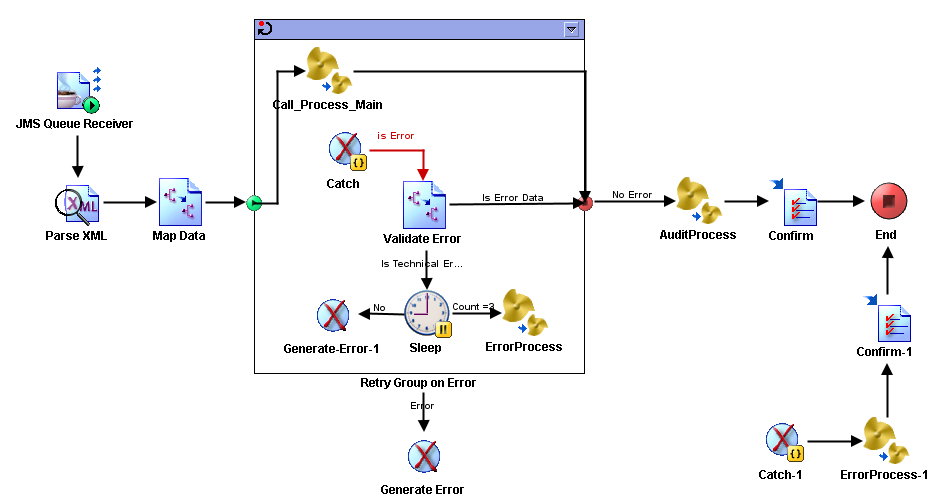 Call_Process_Main
JMS Queue Receiver
is Error
Catch
XML
Parse XML
Map Data
Is Error Data
No Error
Validate Error
AuditProcess
Confirm
End
Is Technical Er...
No
Count =3
Generate-Error-1
Sleep
ErrorProcess
Confirm-1
Retry Group on Error
Error
Generate Error
Catch-1
ErrorProcess-1